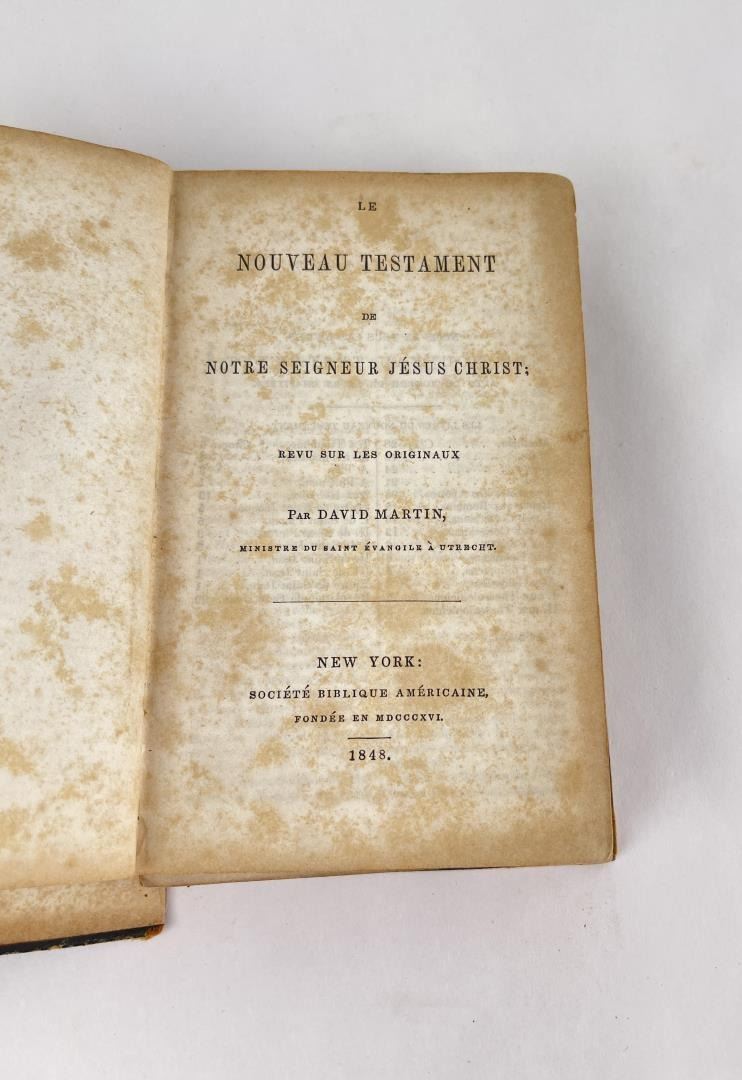 LE
NOUVEAU TESTAMENT
DE
NOTRE SEIGNEUR JÉSUS CHRIST;
REVU SUR LES ORIGINAUX
PAR DAVID MARTIN,
MINISTRE DU SAINT ÉVANGILE À UTRECHT.
NEW YORK:
SOCIÉTÉ BIBLIQUE AMÉRICAINE,
FONDÉE EN MDCCCXVI.
1848.